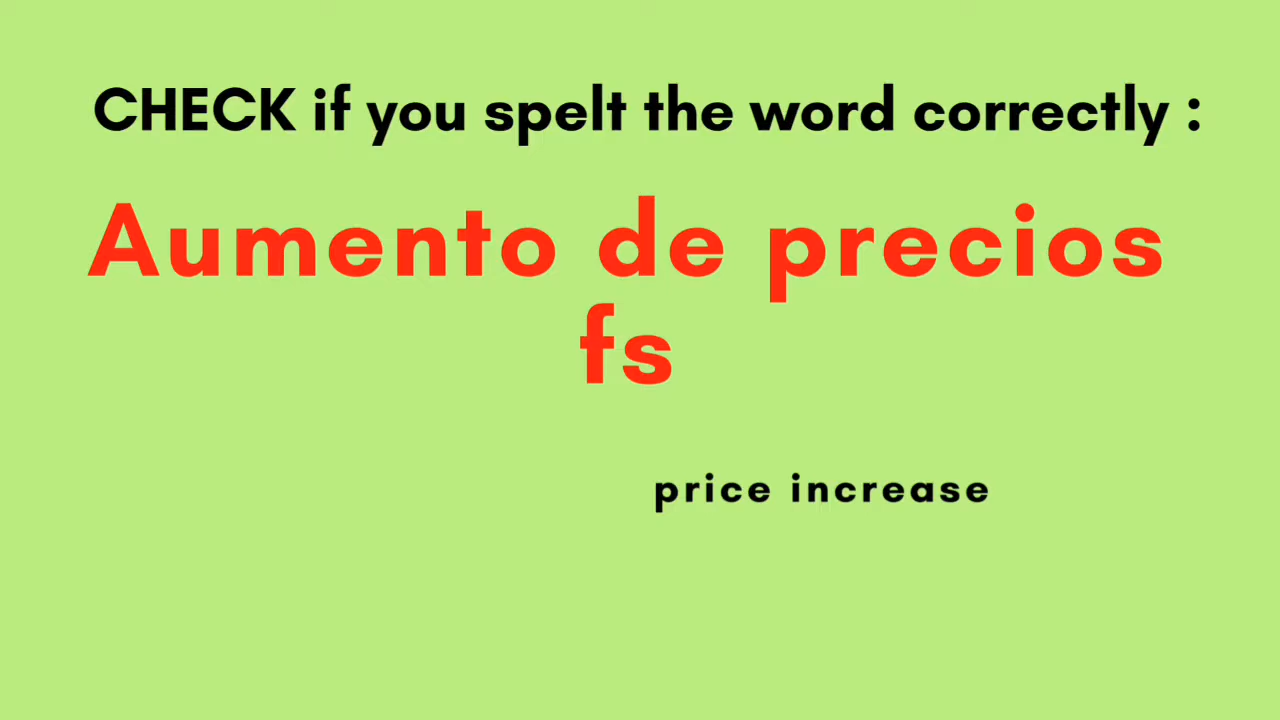 CHECK if you spelt the word correctly :
Aumento de precios
fs
price increase